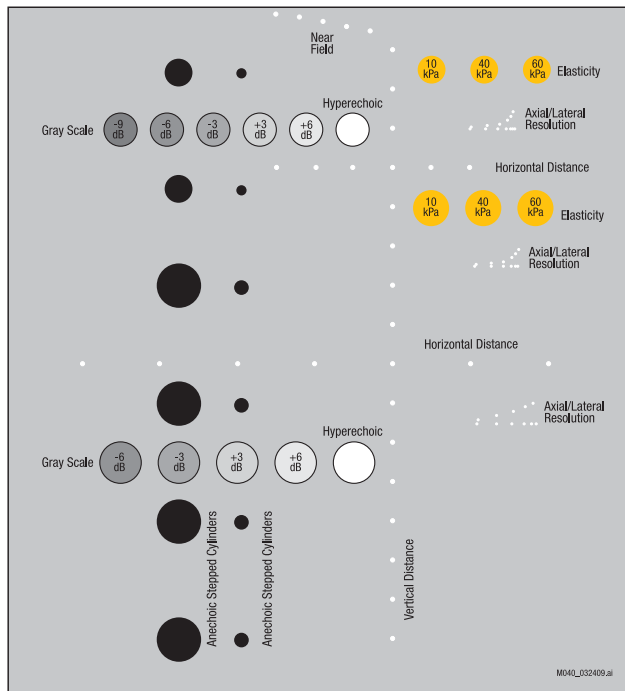 Near
Field
10
kPa
40
kPa
60
kPa
Elasticity
Hyperechoic
Axial/Lateral
Resolution
Gray Scale
-9
dB
-6
dB
-3
dB
+3
dB
+6
dB
Horizontal Distance
10
kPa
40
kPa
60
kPa
Elasticity
Axial/Lateral
Resolution
Horizontal Distance
Axial/Lateral
Resolution
Hyperechoic
Gray Scale
-6
dB
-3
dB
+3
dB
+6
dB
Anechoic Stepped Cylinders
Anechoic Stepped Cylinders
Vertical Distance
M040_032409.ai